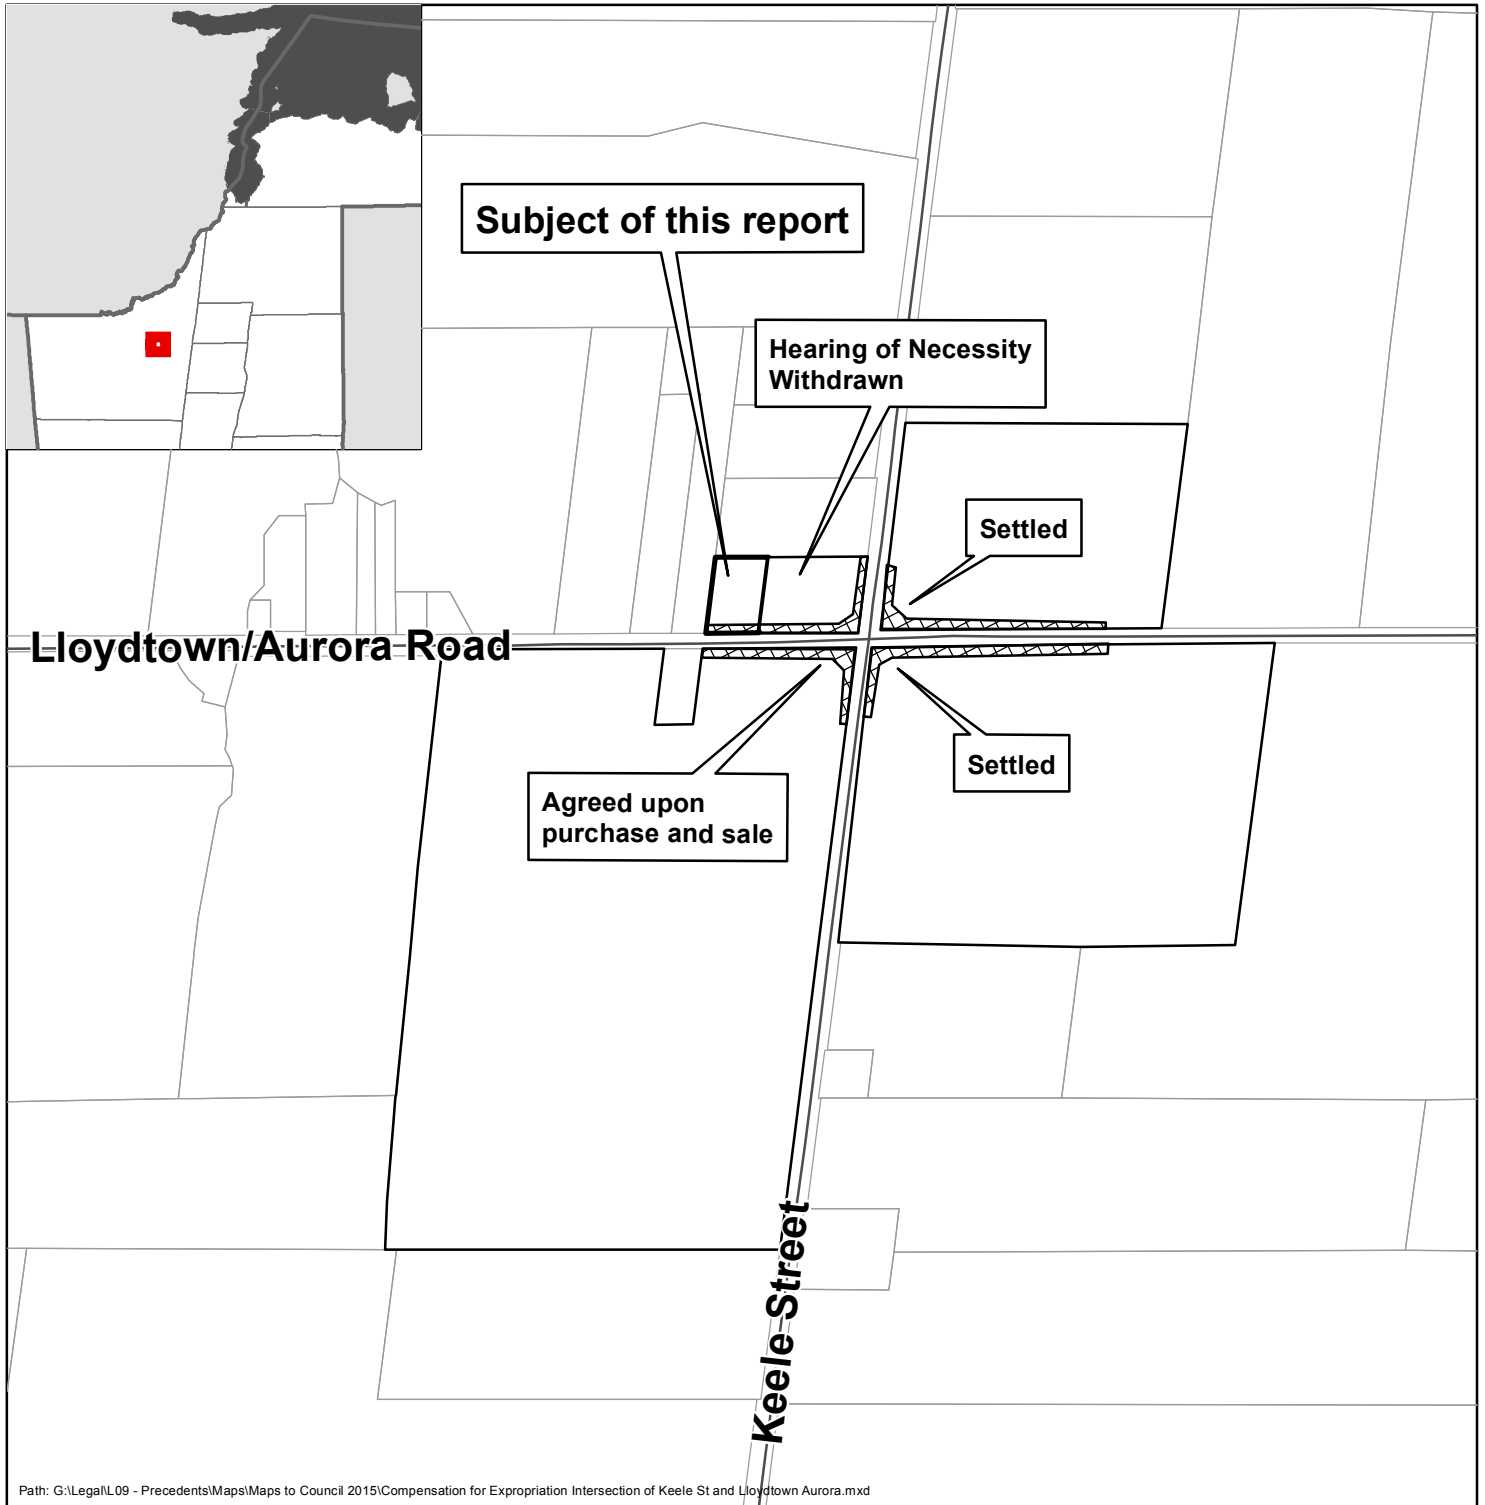 Subject of this report
Hearing of Necessity
Withdrawn
Settled
Lloydtown/Aurora Road
Settled
Agreed upon
purchase and sale
Keele Street
Path: G:\Legal\L09 - Precedents\Maps\Maps to Council 2015\Compensation for Expropriation Intersection of Keele St and Lloydtown Aurora.mxd